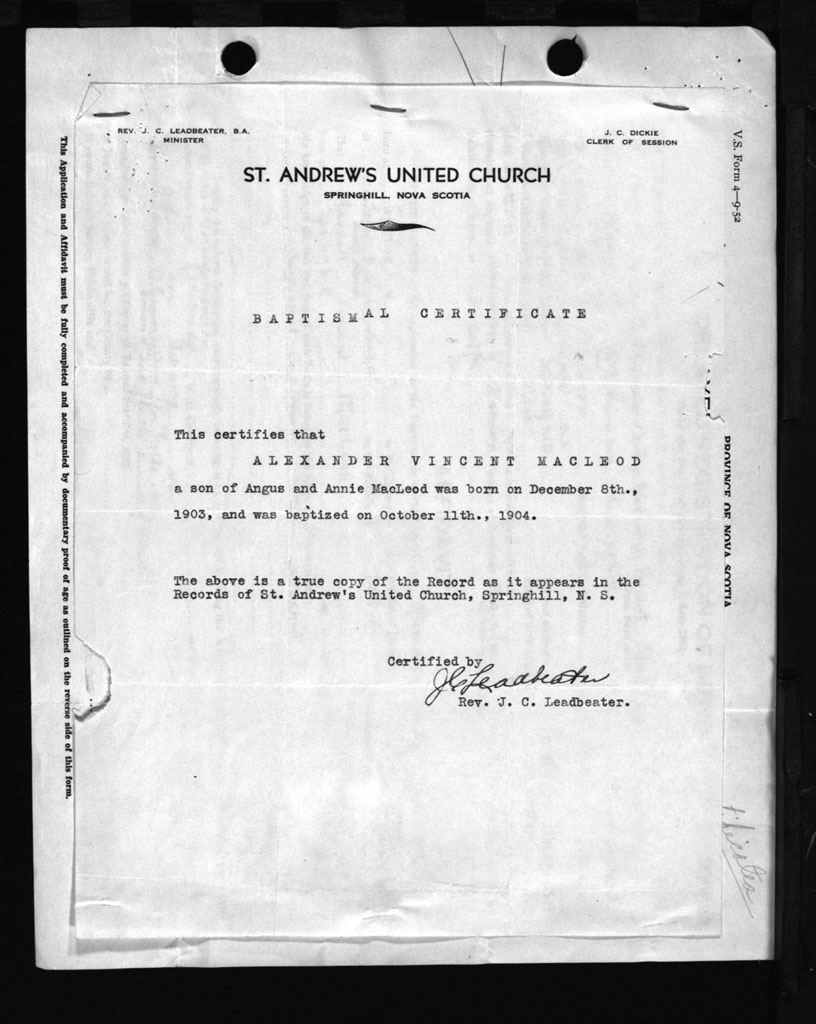 REV. J. C. LEADBEATER, B.A.
MINISTER
J. C. DICKIE
CLERK OF SESSION
ST. ANDREW'S UNITED CHURCH
SPRINGHILL, NOVA SCOTIA
BAPTISMAL CERTIFICATE
This certifies that
ALEXANDER VINCENT MACLEOD
a son of Angus and Annie MacLeod was born on December 8th.,
1903, and was baptized on October 11th., 1904.
The above is a true copy of the Record as it appears in the
Records of St. Andrew's United Church, Springhill, N. S.
Certified by
J C Leadbeater
Rev. J. C. Leadbeater.
This Application and Affidavit must be fully completed and accompanied by documentary proof of age as outlined on the reverse side of this form.
V.S. Form 4—9-52
PROVINCE OF NOVA SCOTIA